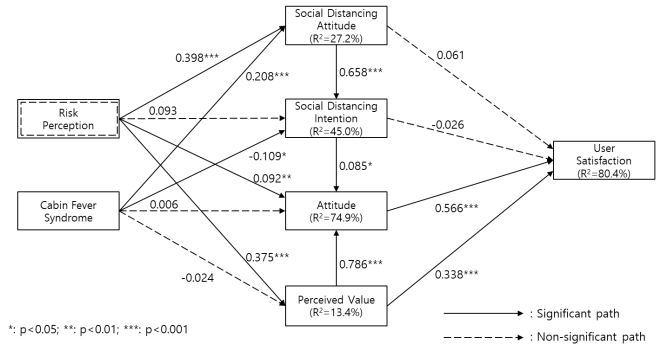 Social Distancing
Attitude
(R²=27.2%)
0.398***
0.208***
0.658***
0.061
Risk
Perception
0.093
Social Distancing
Intention
(R²=45.0%)
-0.026
User
Satisfaction
(R²=80.4%)
-0.109*
0.092**
0.085*
Cabin Fever
Syndrome
0.006
Attitude
(R²=74.9%)
0.566***
0.375***
-0.024
0.786***
0.338***
Perceived Value
(R²=13.4%)
*: p<0.05; **: p<0.01; ***: p<0.001
: Significant path
: Non-significant path